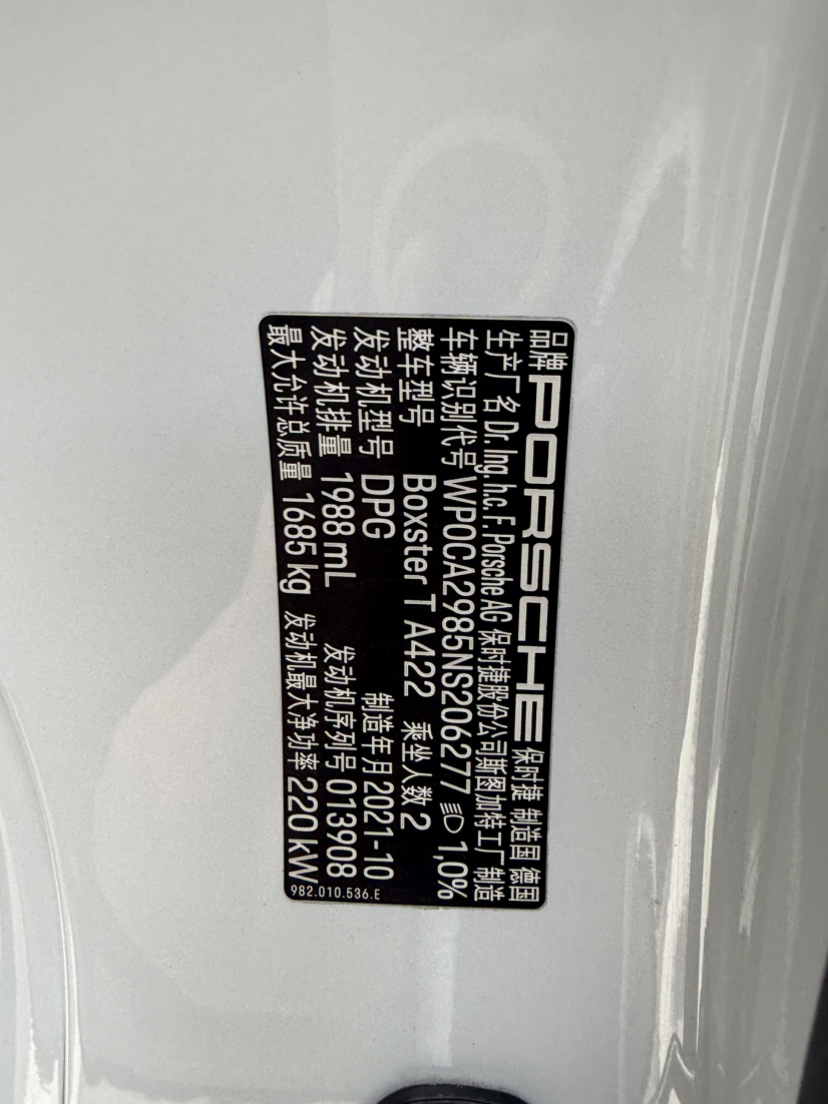 品牌 PORSCHE 保时捷 制造国 德国
生产厂名 Dr. Ing. h.c. F. Porsche AG 保时捷股份公司斯图加特工厂制造
车辆识别代号 WP0CA2985NS206277 1,0%
整车型号 Boxster T A422 乘坐人数 2
发动机型号 DPG 制造年月 2021-10
发动机排量 1988 mL 发动机序列号 013908
最大允许总质量 1685 kg 发动机最大净功率 220 kW
982.010.536.E